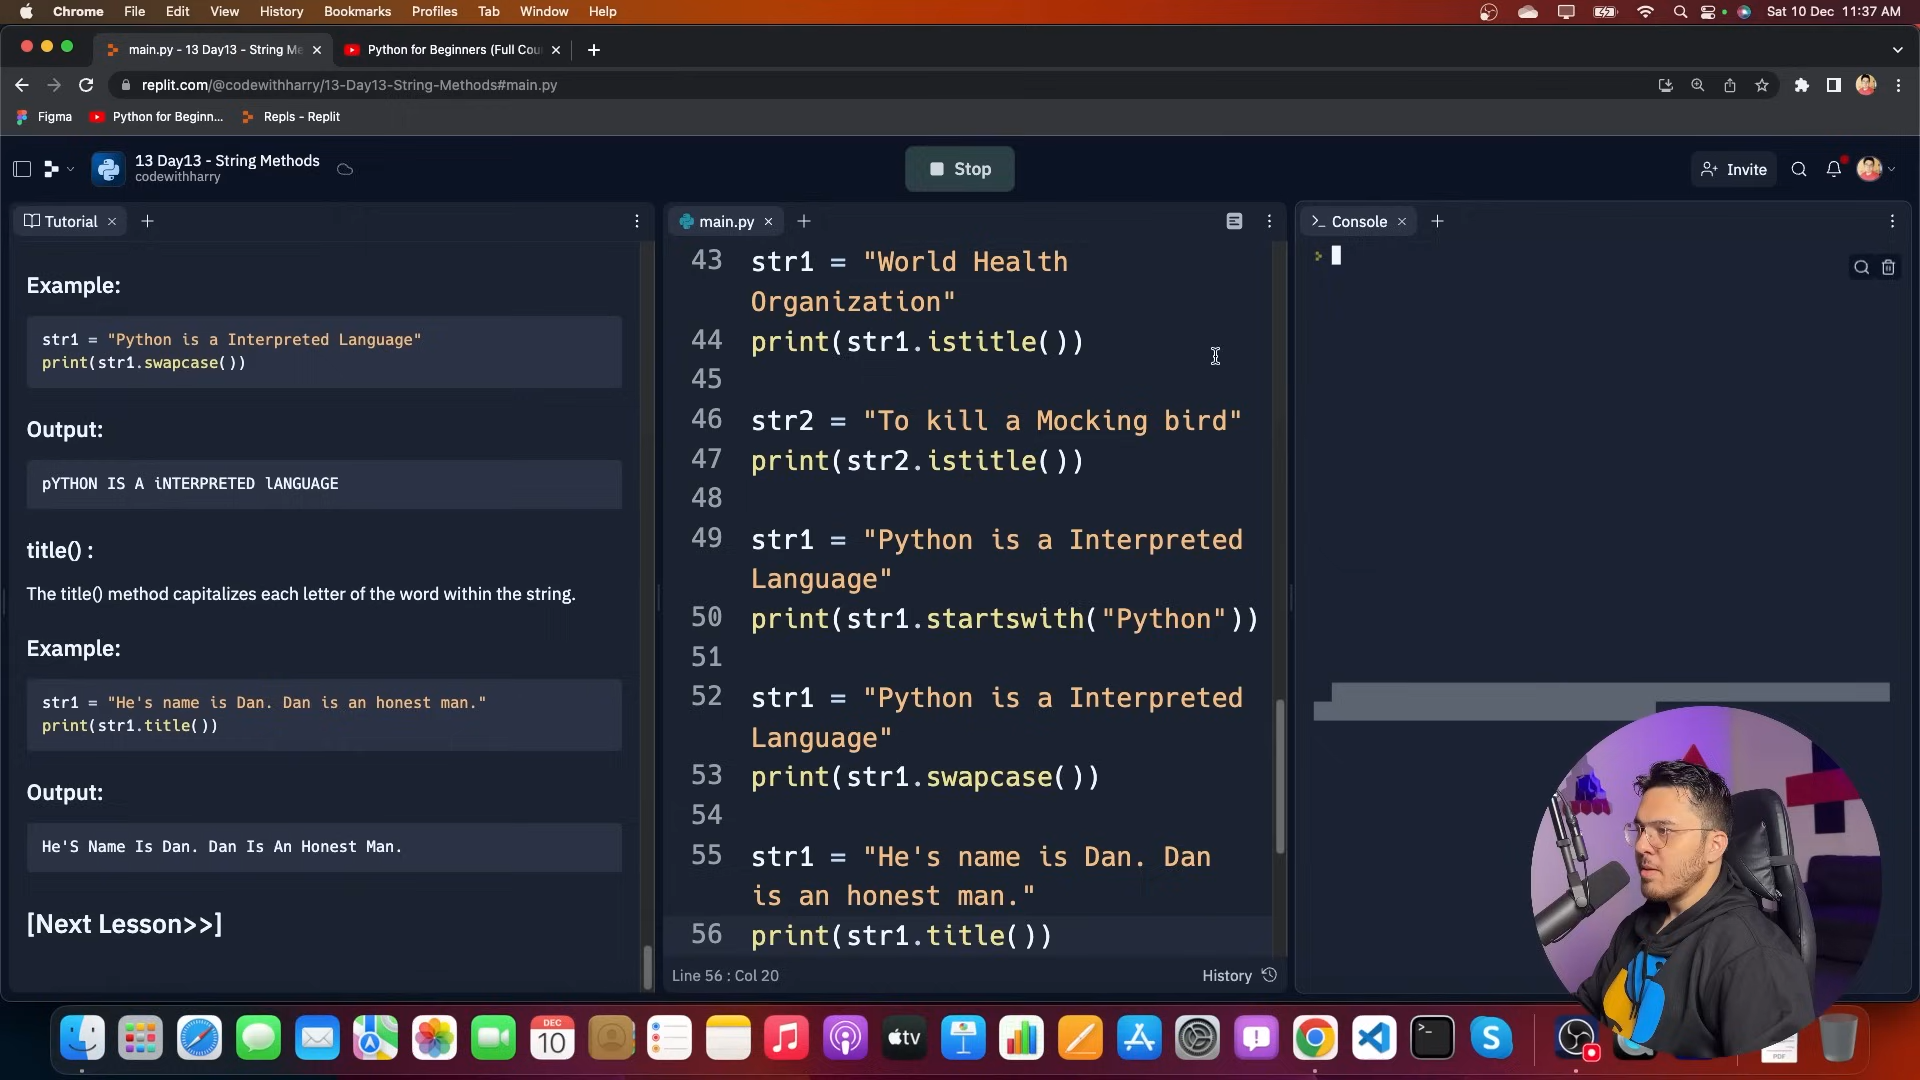 Chrome File Edit View History Bookmarks Profiles Tab Window Help Sat 10 Dec 11:37 AM
main.py - 13 Day13 - String Me Python for Beginners (Full Cou
replit.com/@codewithharry/13-Day13-String-Methods#main.py
Figma Python for Beginn... Repls - Replit
13 Day13 - String Methods
codewithharry
Stop
Invite
Tutorial
Example:
str1 = "Python is a Interpreted Language"
print(str1.swapcase())
Output:
pYTHON IS A iNTERPRETED lANGUAGE
title() :
The title() method capitalizes each letter of the word within the string.
Example:
str1 = "He's name is Dan. Dan is an honest man."
print(str1.title())
Output:
He'S Name Is Dan. Dan Is An Honest Man.
[Next Lesson>>]
main.py
43 str1 = "World Health
Organization"
44 print(str1.istitle())
45
46 str2 = "To kill a Mocking bird"
47 print(str2.istitle())
48
49 str1 = "Python is a Interpreted
Language"
50 print(str1.startswith("Python"))
51
52 str1 = "Python is a Interpreted
Language"
53 print(str1.swapcase())
54
55 str1 = "He's name is Dan. Dan
is an honest man."
56 print(str1.title())
Line 56 : Col 20 History
Console
DEC
10
tv
PDF